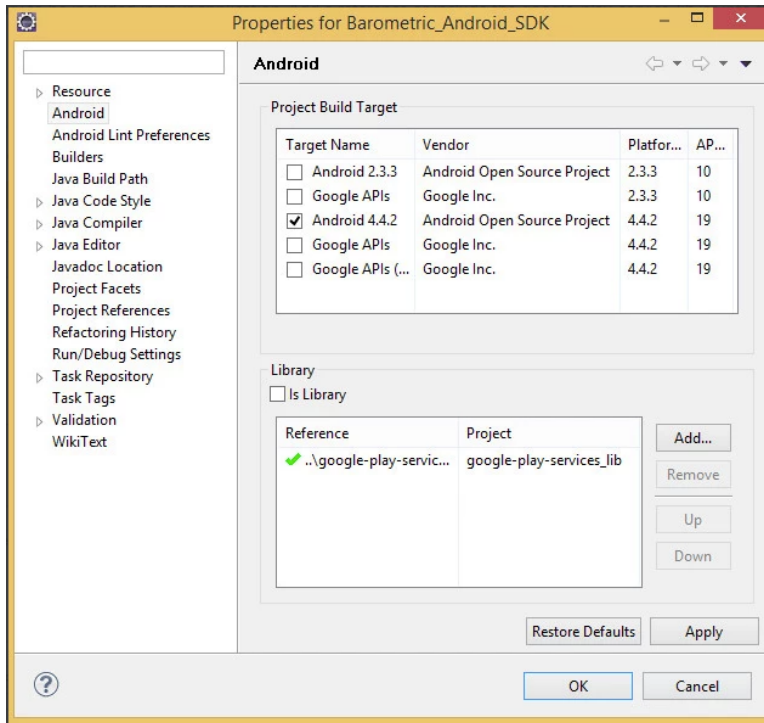 Properties for Barometric_Android_SDK
Android
Resource
Android
Android Lint Preferences
Builders
Java Build Path
Java Code Style
Java Compiler
Java Editor
Javadoc Location
Project Facets
Project References
Refactoring History
Run/Debug Settings
Task Repository
Task Tags
Validation
WikiText
Project Build Target
Target Name Vendor Platfor... AP...
Android 2.3.3 Android Open Source Project 2.3.3 10
Google APIs Google Inc. 2.3.3 10
Android 4.4.2 Android Open Source Project 4.4.2 19
Google APIs Google Inc. 4.4.2 19
Google APIs (... Google Inc. 4.4.2 19
Library
Is Library
Reference Project
..\google-play-servic... google-play-services_lib
Add...
Remove
Up
Down
Restore Defaults Apply
? OK Cancel